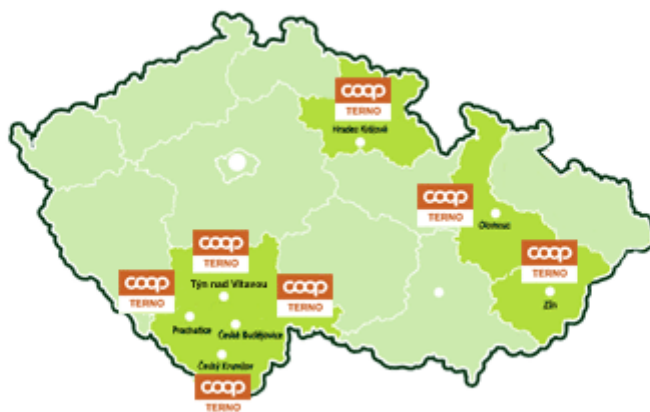 coop
TERNO
Hradec Králové
coop
TERNO
Olomouc
coop
TERNO
Zlín
coop
TERNO
Týn nad Vltavou
coop
TERNO
coop
TERNO
Prachatice
České Budějovice
Český Krumlov
coop
TERNO